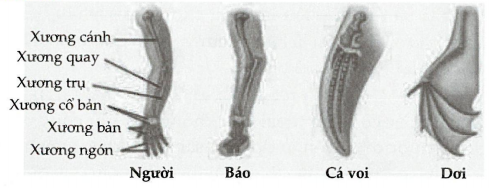 Xương cánh
Xương quay
Xương trụ
Xương cổ bàn
Xương bàn
Xương ngón
Người Báo Cá voi Dơi